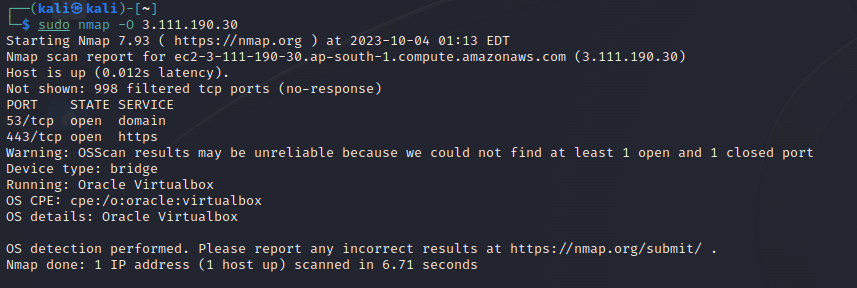 ┌──(kali㉿kali)-[~]
└─$ sudo nmap -O 3.111.190.30
Starting Nmap 7.93 ( https://nmap.org ) at 2023-10-04 01:13 EDT
Nmap scan report for ec2-3-111-190-30.ap-south-1.compute.amazonaws.com (3.111.190.30)
Host is up (0.012s latency).
Not shown: 998 filtered tcp ports (no-response)
PORT    STATE SERVICE
53/tcp  open  domain
443/tcp open  https
Warning: OSScan results may be unreliable because we could not find at least 1 open and 1 closed port
Device type: bridge
Running: Oracle Virtualbox
OS CPE: cpe:/o:oracle:virtualbox
OS details: Oracle Virtualbox

OS detection performed. Please report any incorrect results at https://nmap.org/submit/ .
Nmap done: 1 IP address (1 host up) scanned in 6.71 seconds